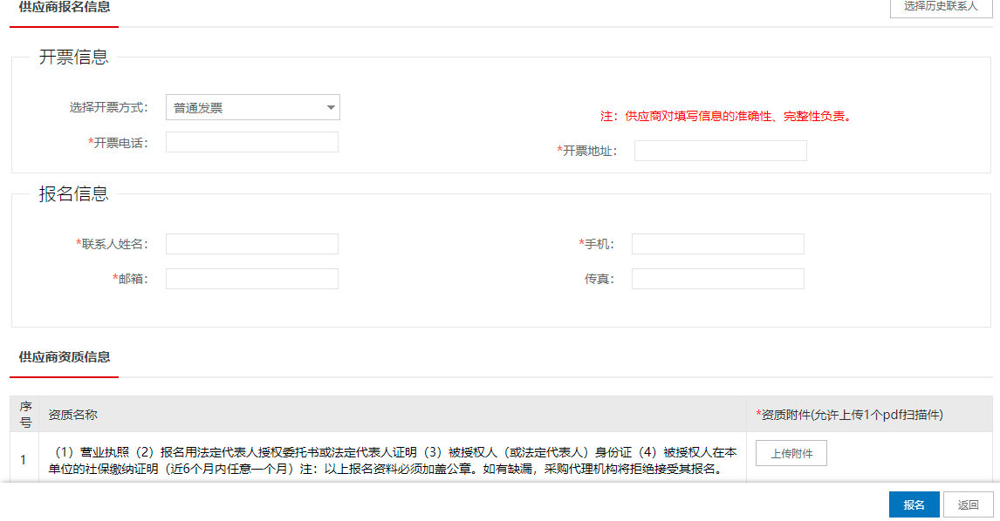 供应商报名信息
选择历史联系人
开票信息
选择开票方式：
普通发票
注：供应商对填写信息的准确性、完整性负责。
*开票电话：
*开票地址：
报名信息
*联系人姓名：
*手机：
*邮箱：
传真：
供应商资质信息
序号
资质名称
*资质附件(允许上传1个pdf扫描件)
1
（1）营业执照（2）报名用法定代表人授权委托书或法定代表人证明（3）被授权人（或法定代表人）身份证（4）被授权人在本
单位的社保缴纳证明（近6个月内任意一个月）注：以上报名资料必须加盖公章。如有缺漏，采购代理机构将拒绝接受其报名。
上传附件
报名
返回